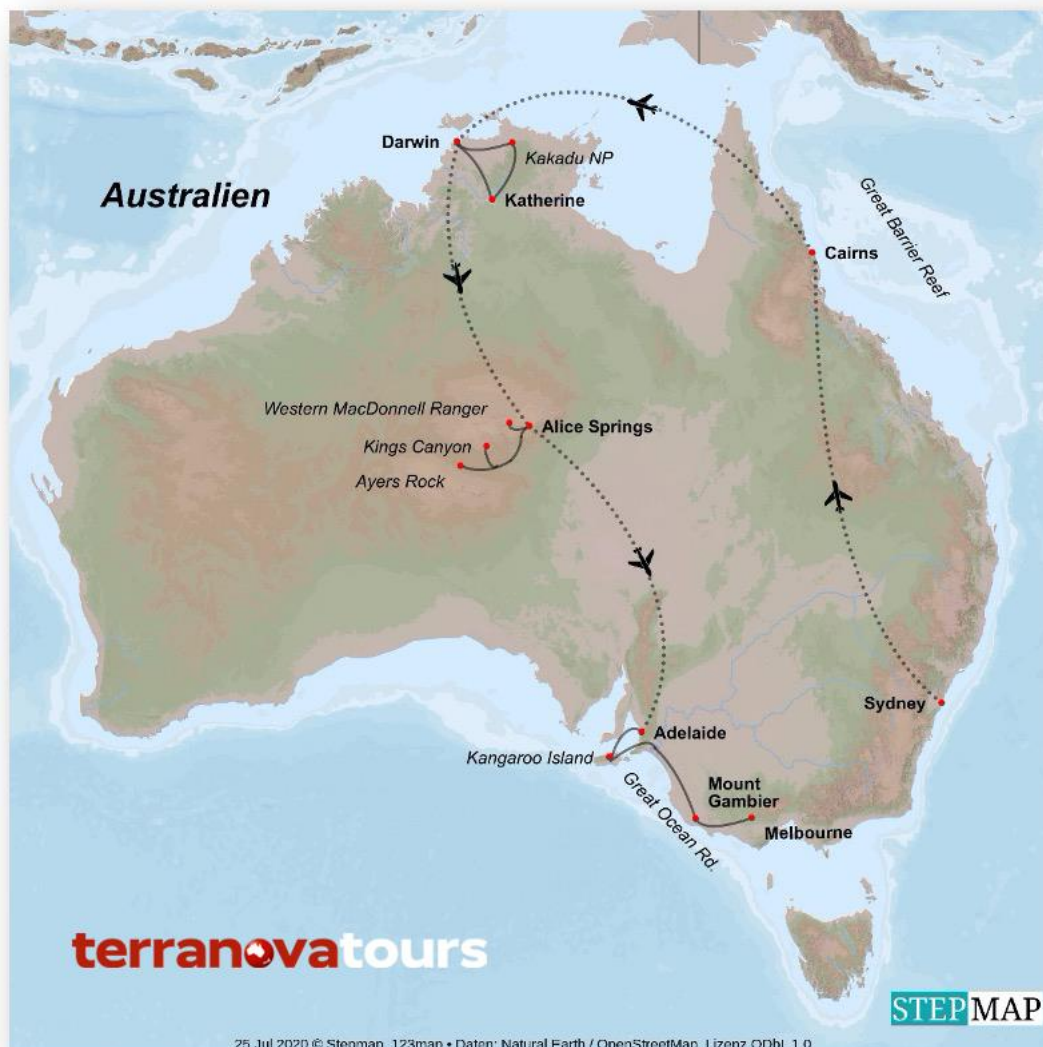 Darwin
Kakadu NP
Australien
Katherine
Great Barrier Reef
Cairns
Western MacDonnell Ranger
Alice Springs
Kings Canyon
Ayers Rock
Sydney
Adelaide
Kangaroo Island
Great Ocean Rd.
Mount
Gambier
Melbourne
terranovatours
STEPMAP
25 Jul 2020 © Stepmap, 123map • Daten: Natural Earth / OpenStreetMap, Lizenz ODbL 1.0